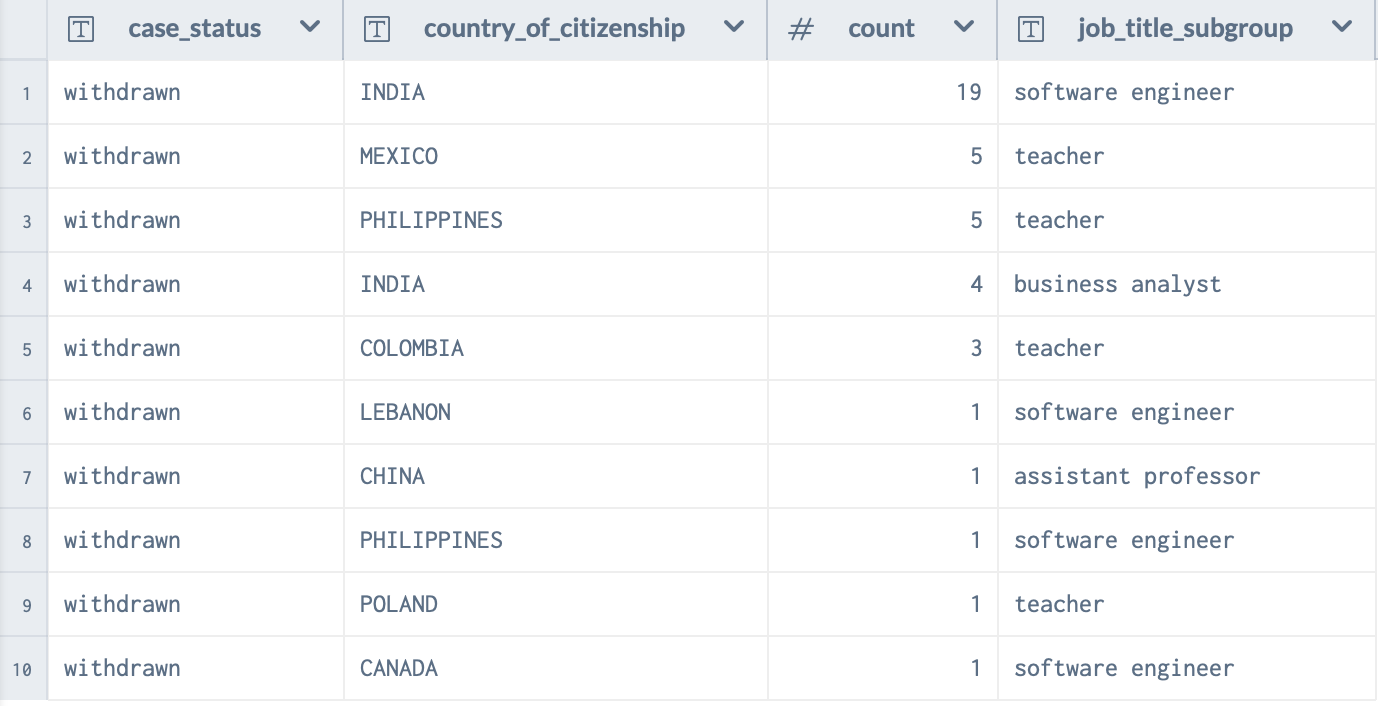 case_status country_of_citizenship # count job_title_subgroup
1 withdrawn INDIA 19 software engineer
2 withdrawn MEXICO 5 teacher
3 withdrawn PHILIPPINES 5 teacher
4 withdrawn INDIA 4 business analyst
5 withdrawn COLOMBIA 3 teacher
6 withdrawn LEBANON 1 software engineer
7 withdrawn CHINA 1 assistant professor
8 withdrawn PHILIPPINES 1 software engineer
9 withdrawn POLAND 1 teacher
10 withdrawn CANADA 1 software engineer